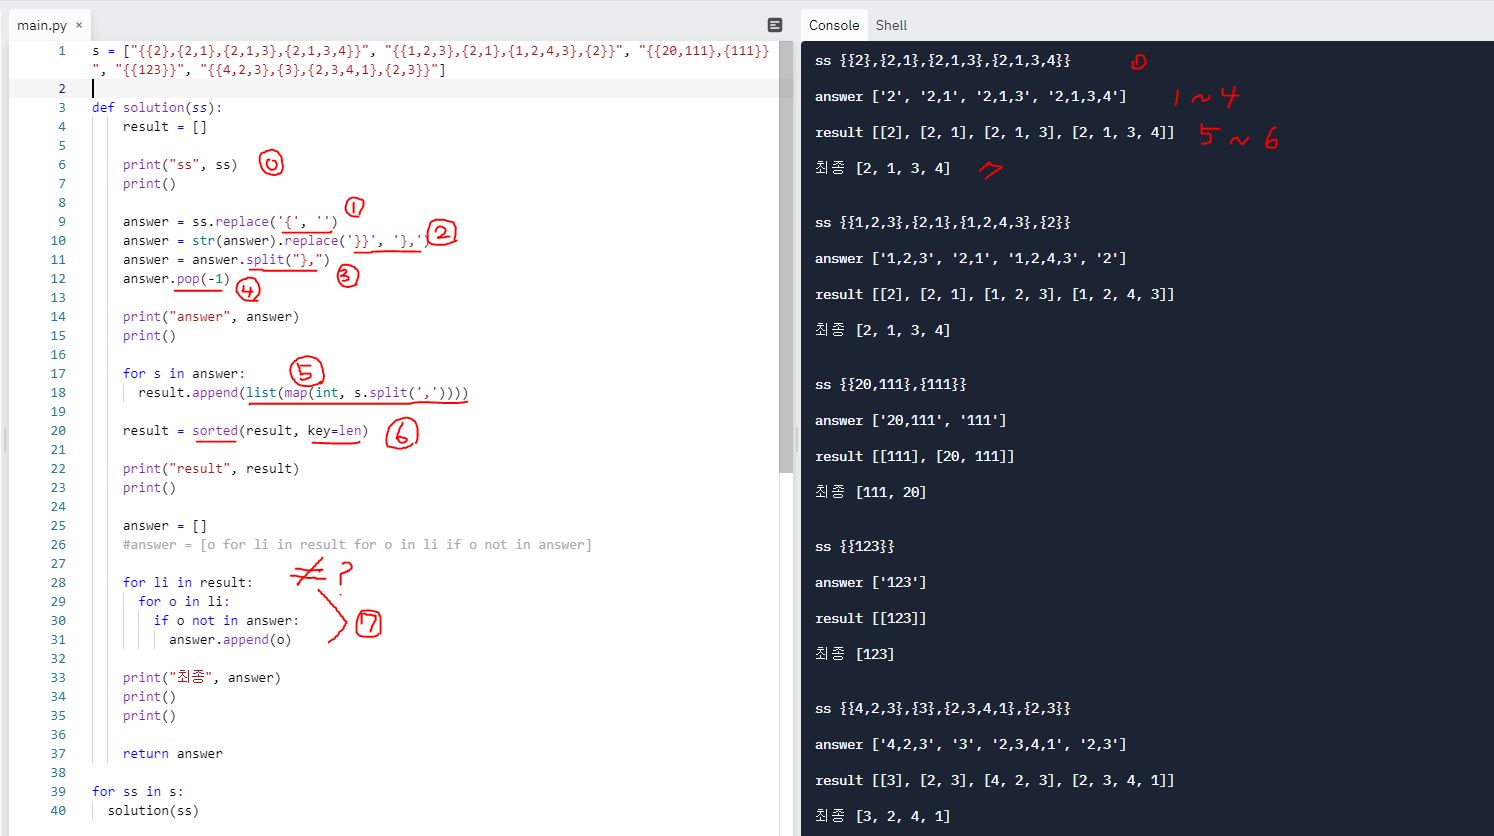 main.py ×
1 s = ["{{2},{2,1},{2,1,3},{2,1,3,4}}", "{{1,2,3},{2,1},{1,2,4,3},{2}}", "{{20,111},{111}}
", "{{123}}", "{{4,2,3},{3},{2,3,4,1},{2,3}}"]
2
3 def solution(ss):
4 result = []
5
6 print("ss", ss) 0
7 print()
8
9 answer = ss.replace('{', '') 1
10 answer = str(answer).replace('}}', '},') 2
11 answer = answer.split("},") 3
12 answer.pop(-1) 4
13
14 print("answer", answer)
15 print()
16
17 for s in answer: 5
18 result.append(list(map(int, s.split(','))))
19
20 result = sorted(result, key=len) 6
21
22 print("result", result)
23 print()
24
25 answer = []
26 #answer = [o for li in result for o in li if o not in answer]
27
28 for li in result: ≠ ?
29 for o in li:
30 if o not in answer: 7
31 answer.append(o)
32
33 print("최종", answer)
34 print()
35 print()
36
37 return answer
38
39 for ss in s:
40 solution(ss)
Console Shell
ss {{2},{2,1},{2,1,3},{2,1,3,4}} 0
answer ['2', '2,1', '2,1,3', '2,1,3,4'] 1 ~ 4
result [[2], [2, 1], [2, 1, 3], [2, 1, 3, 4]] 5 ~ 6
최종 [2, 1, 3, 4] 7
ss {{1,2,3},{2,1},{1,2,4,3},{2}}
answer ['1,2,3', '2,1', '1,2,4,3', '2']
result [[2], [2, 1], [1, 2, 3], [1, 2, 4, 3]]
최종 [2, 1, 3, 4]
ss {{20,111},{111}}
answer ['20,111', '111']
result [[111], [20, 111]]
최종 [111, 20]
ss {{123}}
answer ['123']
result [[123]]
최종 [123]
ss {{4,2,3},{3},{2,3,4,1},{2,3}}
answer ['4,2,3', '3', '2,3,4,1', '2,3']
result [[3], [2, 3], [4, 2, 3], [2, 3, 4, 1]]
최종 [3, 2, 4, 1]